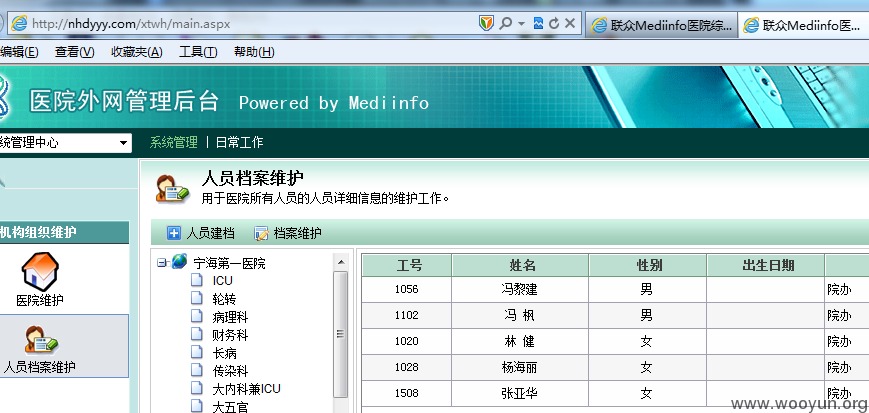 http://nhdyyy.com/xtwh/main.aspx
联众Mediinfo医院综...
联众Mediinfo医...
编辑(E) 查看(V) 收藏夹(A) 工具(T) 帮助(H)
医院外网管理后台 Powered by Mediinfo
统管理中心
系统管理 | 日常工作
人员档案维护
用于医院所有人员的人员详细信息的维护工作。
机构组织维护
人员建档 档案维护
医院维护
人员档案维护
宁海第一医院
ICU
轮转
病理科
财务科
长病
传染科
大内科兼ICU
大五官
工号 姓名 性别 出生日期
1056 冯黎建 男 院办
1102 冯 枫 男 院办
1020 林 健 女 院办
1028 杨海丽 女 院办
1508 张亚华 女 院办
www.wooyun.org